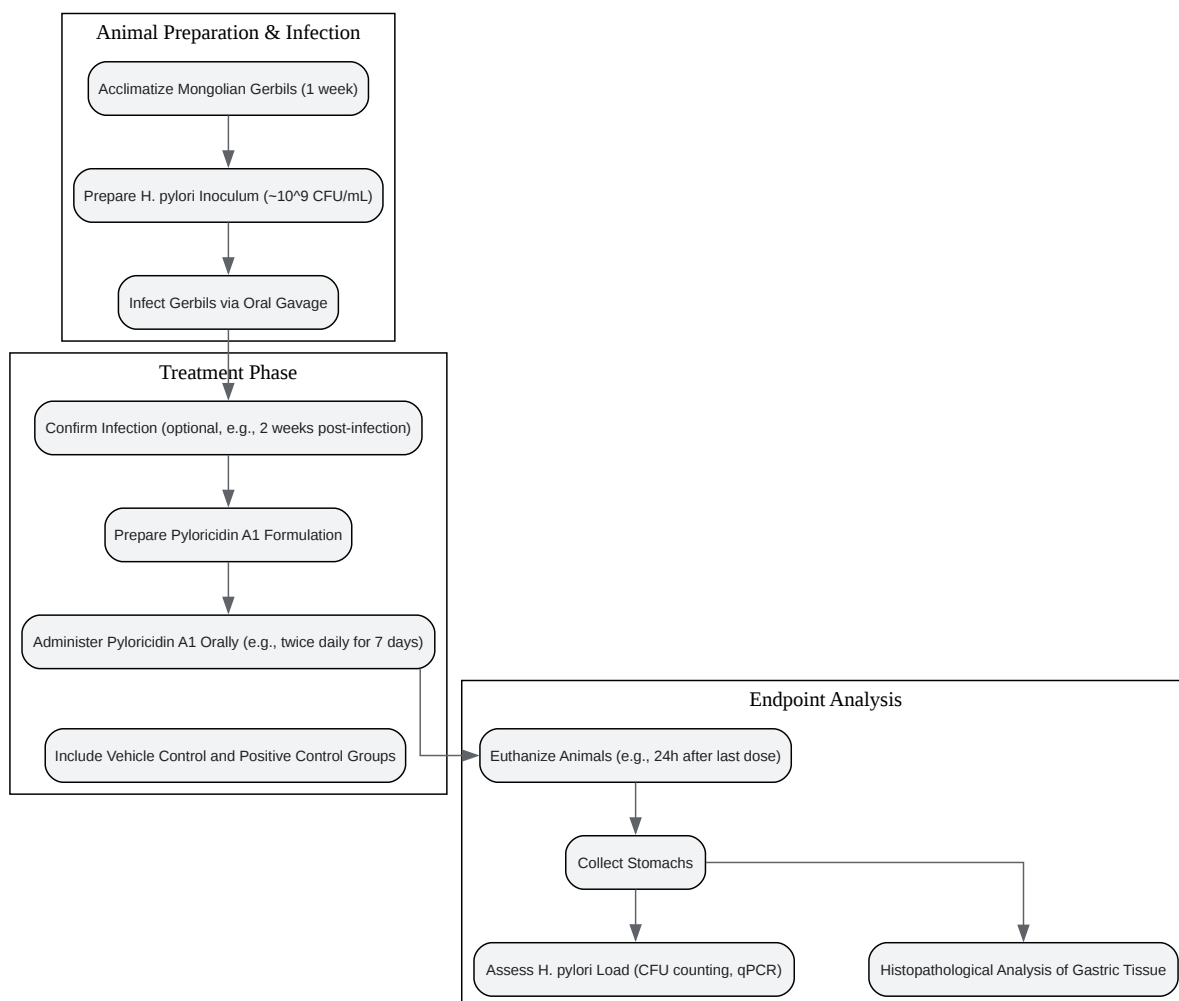 Animal Preparation & Infection
Acclimatize Mongolian Gerbils (1 week)
Prepare H. pylori Inoculum (~10^9 CFU/mL)
Infect Gerbils via Oral Gavage
Treatment Phase
Confirm Infection (optional, e.g., 2 weeks post-infection)
Prepare Pyloricidin A1 Formulation
Administer Pyloricidin A1 Orally (e.g., twice daily for 7 days)
Include Vehicle Control and Positive Control Groups
Endpoint Analysis
Euthanize Animals (e.g., 24h after last dose)
Collect Stomachs
Assess H. pylori Load (CFU counting, qPCR)
Histopathological Analysis of Gastric Tissue